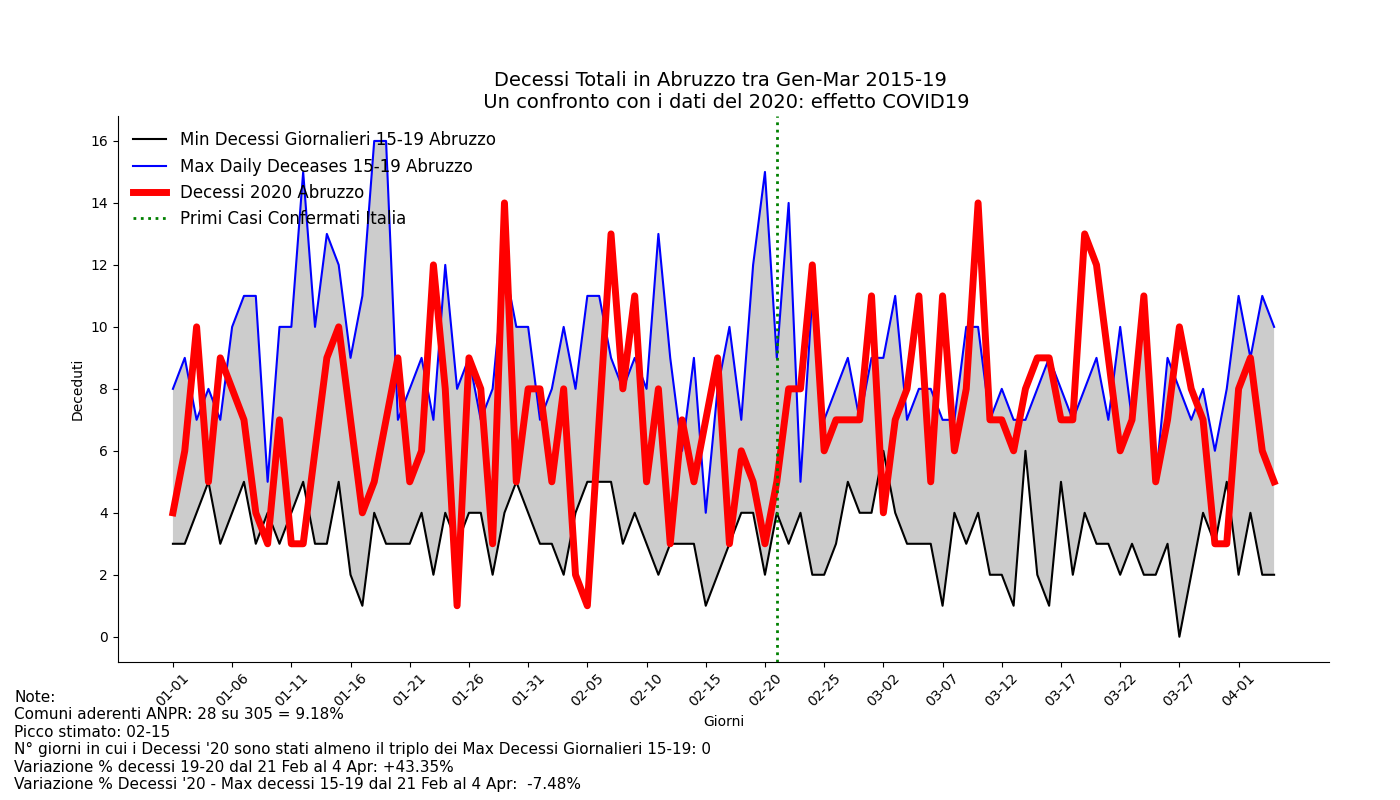 Decessi Totali in Abruzzo tra Gen-Mar 2015-19
Un confronto con i dati del 2020: effetto COVID19
Min Decessi Giornalieri 15-19 Abruzzo
Max Daily Deceases 15-19 Abruzzo
Decessi 2020 Abruzzo
Primi Casi Confermati Italia
Deceduti
16
14
12
10
8
6
4
2
0
01-01
01-06
01-11
01-16
01-21
01-26
01-31
02-05
02-10
02-15
02-20
02-25
03-02
03-07
03-12
03-17
03-22
03-27
04-01
Giorni
Note:
Comuni aderenti ANPR: 28 su 305 = 9.18%
Picco stimato: 02-15
N° giorni in cui i Decessi '20 sono stati almeno il triplo dei Max Decessi Giornalieri 15-19: 0
Variazione % decessi 19-20 dal 21 Feb al 4 Apr: +43.35%
Variazione % Decessi '20 - Max decessi 15-19 dal 21 Feb al 4 Apr:  -7.48%